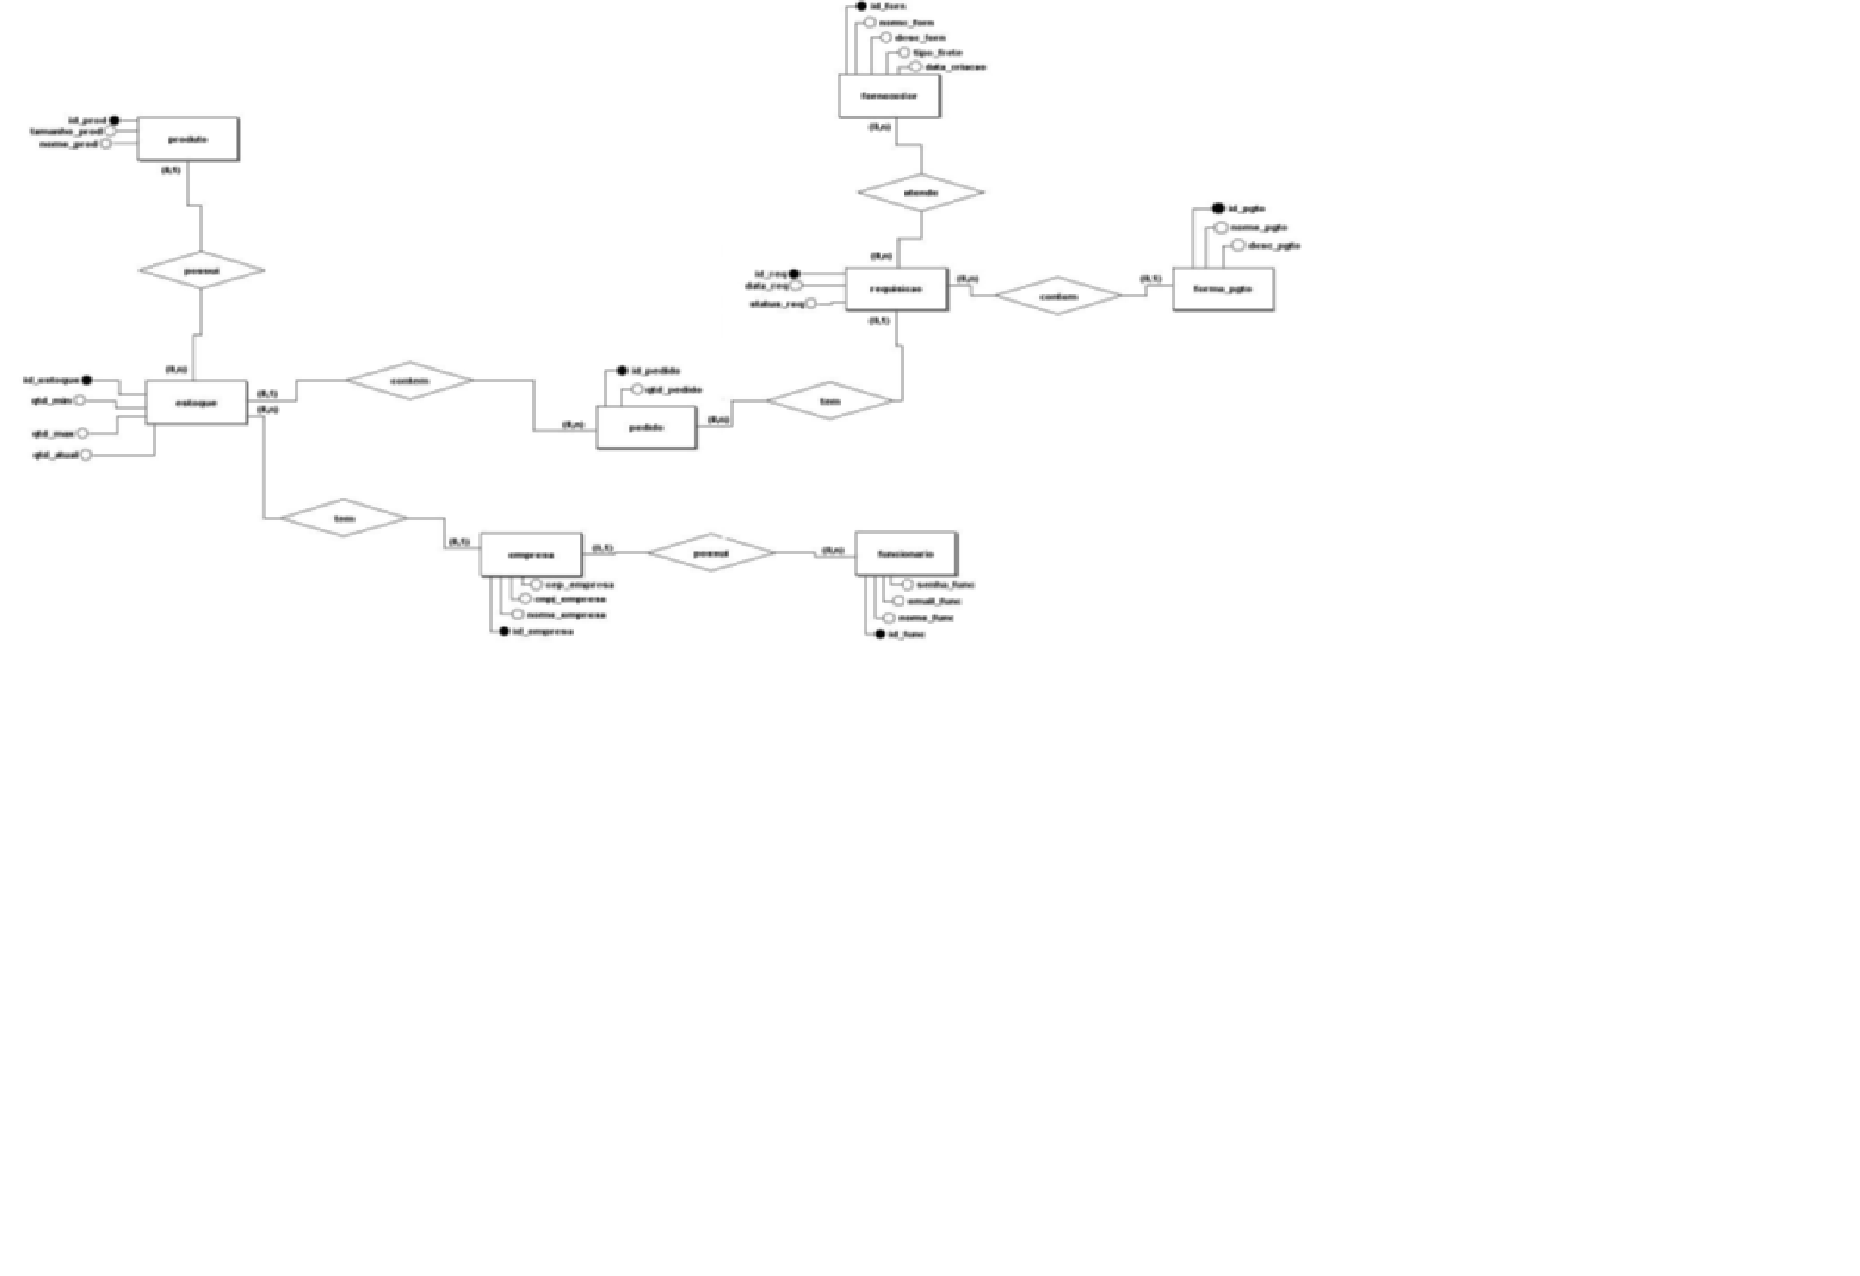 id_forn
nome_forn
desc_forn
tipo_frete
data_criacao
fornecedor
(0,n)
id_prod
tamanho_prod
nome_prod
produto
(0,1)
atende
id_pgto
nome_pgto
desc_pgto
(0,n)
possui
id_req
data_req
status_req
requisicao
(0,n)
contem
(0,1)
forma_pgto
(0,1)
(0,n)
id_estoque
qtd_min
qtd_max
qtd_atual
estoque
(0,1)
(0,n)
contem
id_pedido
qtd_pedido
(0,n)
pedido
(0,n)
tem
tem
(0,1)
empresa
(0,1)
possui
(0,n)
funcionario
cep_empresa
cnpj_empresa
nome_empresa
id_empresa
senha_func
email_func
nome_func
id_func